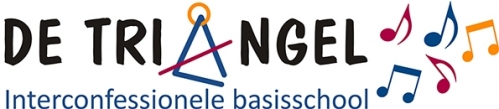 DE TRIANGEL
Interconfessionele basisschool